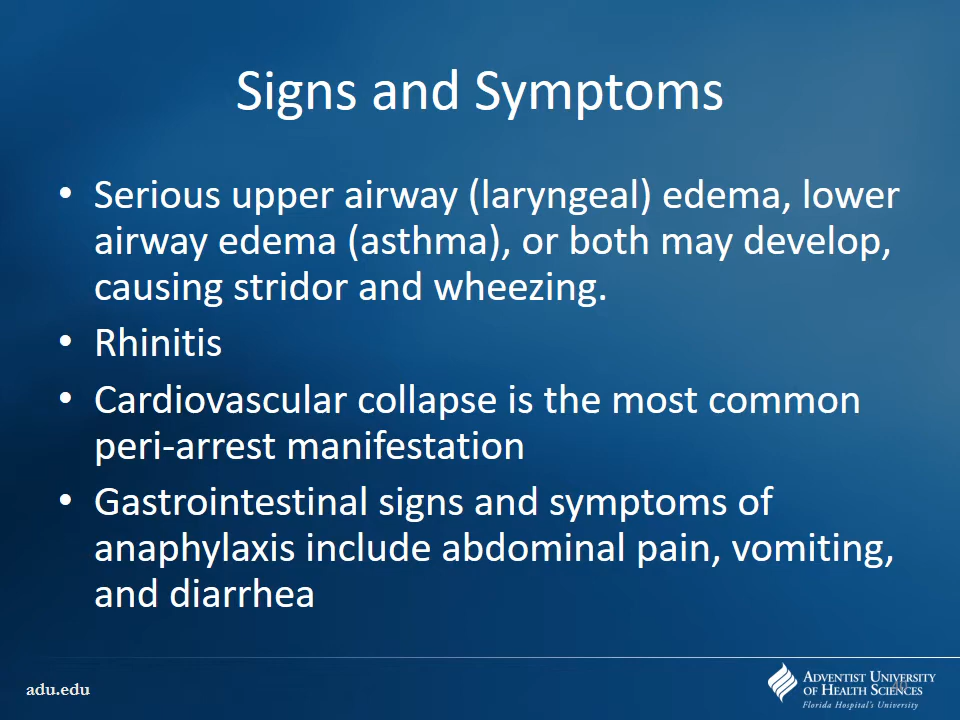 Signs and Symptoms
• Serious upper airway (laryngeal) edema, lower
airway edema (asthma), or both may develop,
causing stridor and wheezing.
• Rhinitis
• Cardiovascular collapse is the most common
peri-arrest manifestation
• Gastrointestinal signs and symptoms of
anaphylaxis include abdominal pain, vomiting,
and diarrhea
adu.edu
ADVENTIST UNIVERSITY
OF HEALTH SCIENCES
40
Florida Hospital's University